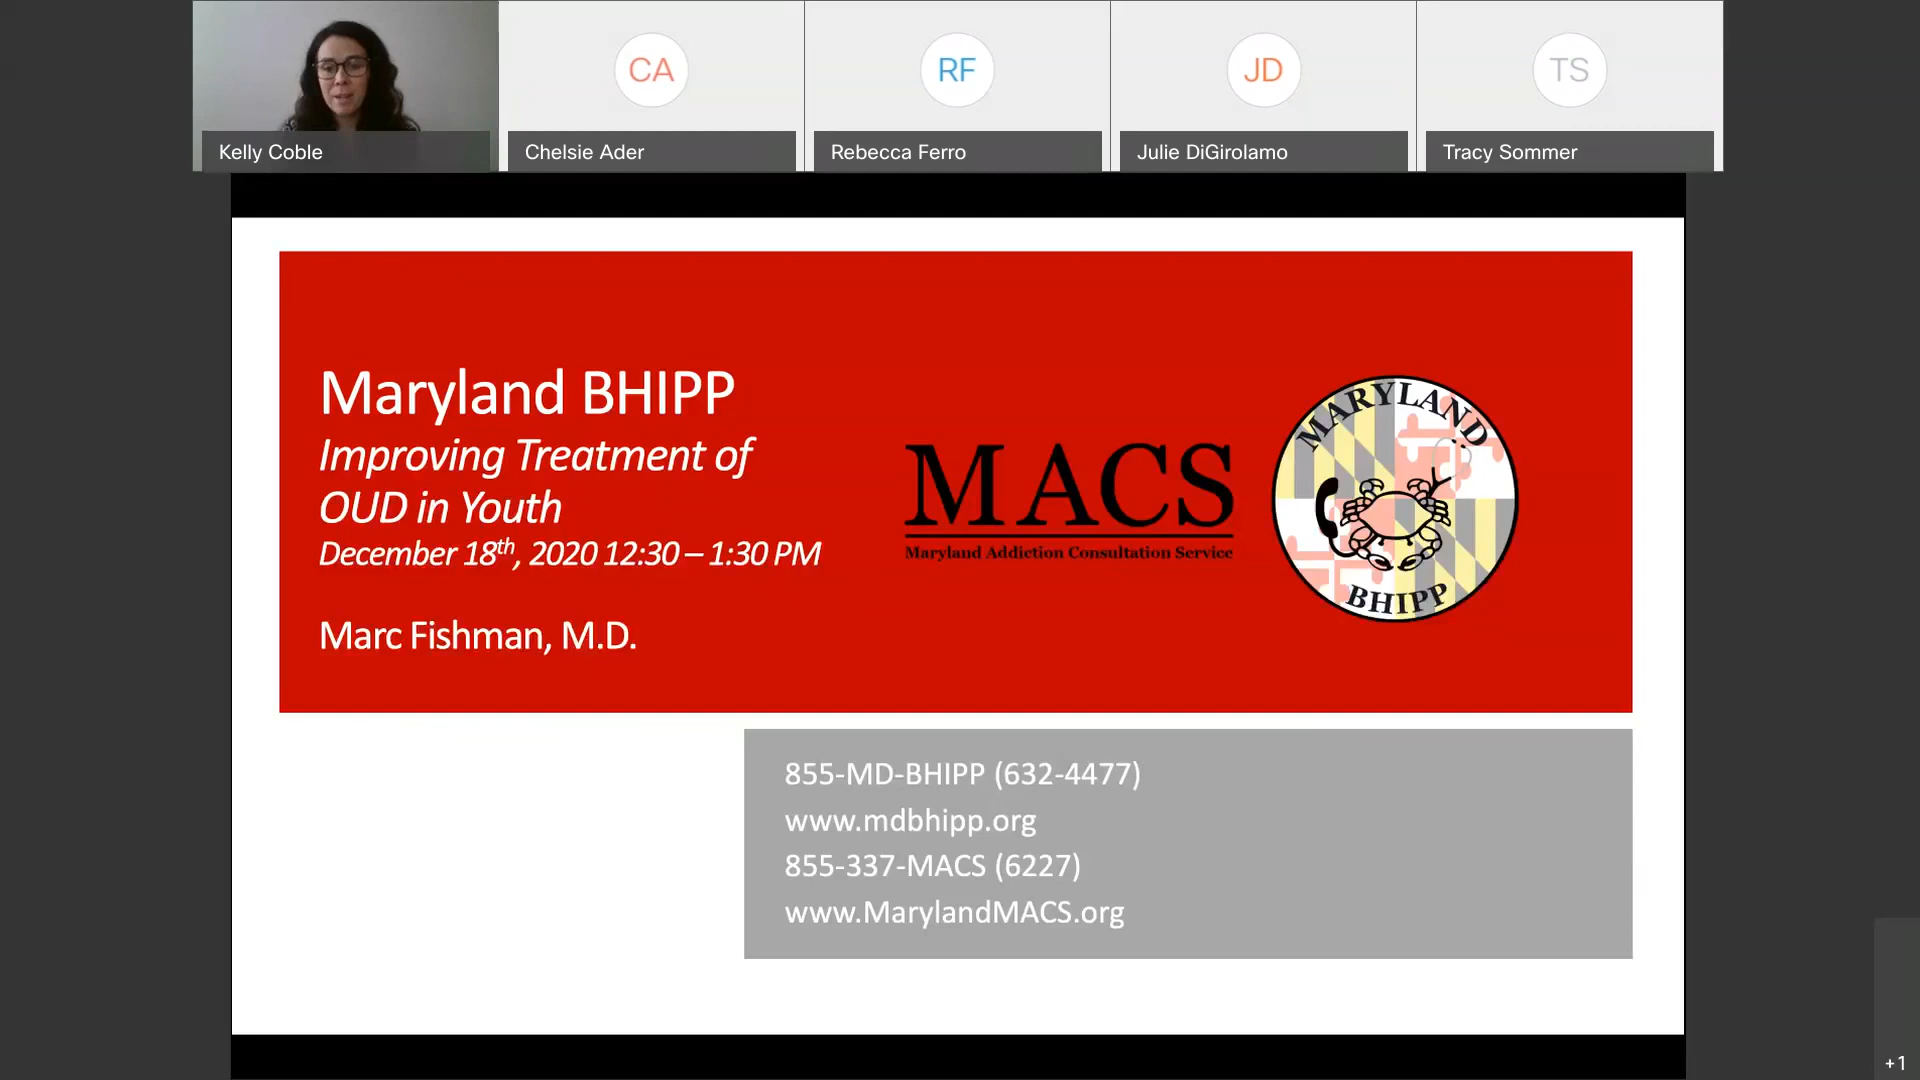 CA
RF
JD
TS
Kelly Coble
Chelsie Ader
Rebecca Ferro
Julie DiGirolamo
Tracy Sommer
Maryland BHIPP
Improving Treatment of
OUD in Youth
December 18th, 2020 12:30 – 1:30 PM
Marc Fishman, M.D.
MACS
Maryland Addiction Consultation Service
MARYLAND
BHIPP
855-MD-BHIPP (632-4477)
www.mdbhipp.org
855-337-MACS (6227)
www.MarylandMACS.org
+1